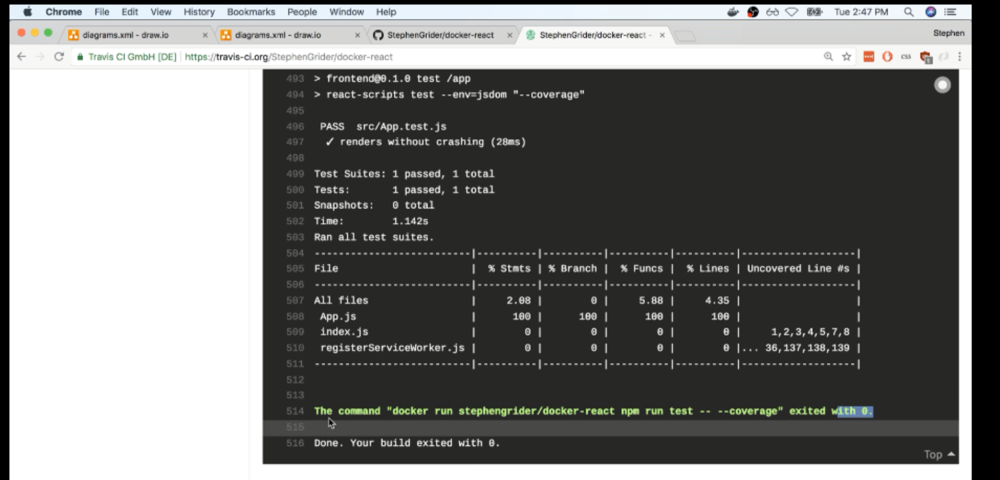 Chrome File Edit View History Bookmarks People Window Help Tue 2:47 PM
diagrams.xml - draw.io diagrams.xml - draw.io StephenGrider/docker-react StephenGrider/docker-react - Stephen
Travis CI GmbH [DE] https://travis-ci.org/StephenGrider/docker-react css 1
493 > frontend@0.1.0 test /app
494 > react-scripts test --env=jsdom "--coverage"
495
496 PASS src/App.test.js
497 ✓ renders without crashing (28ms)
498
499 Test Suites: 1 passed, 1 total
500 Tests: 1 passed, 1 total
501 Snapshots: 0 total
502 Time: 1.142s
503 Ran all test suites.
504 --------------------------|----------|----------|----------|----------|-------------------|
505 File | % Stmts | % Branch | % Funcs | % Lines | Uncovered Line #s |
506 --------------------------|----------|----------|----------|----------|-------------------|
507 All files | 2.08 | 0 | 5.88 | 4.35 | |
508 App.js | 100 | 100 | 100 | 100 | |
509 index.js | 0 | 0 | 0 | 0 | 1,2,3,4,5,7,8 |
510 registerServiceWorker.js | 0 | 0 | 0 | 0 |... 36,137,138,139 |
511 --------------------------|----------|----------|----------|----------|-------------------|
512
513
514 The command "docker run stephengrider/docker-react npm run test -- --coverage" exited with 0.
515
516 Done. Your build exited with 0.
Top